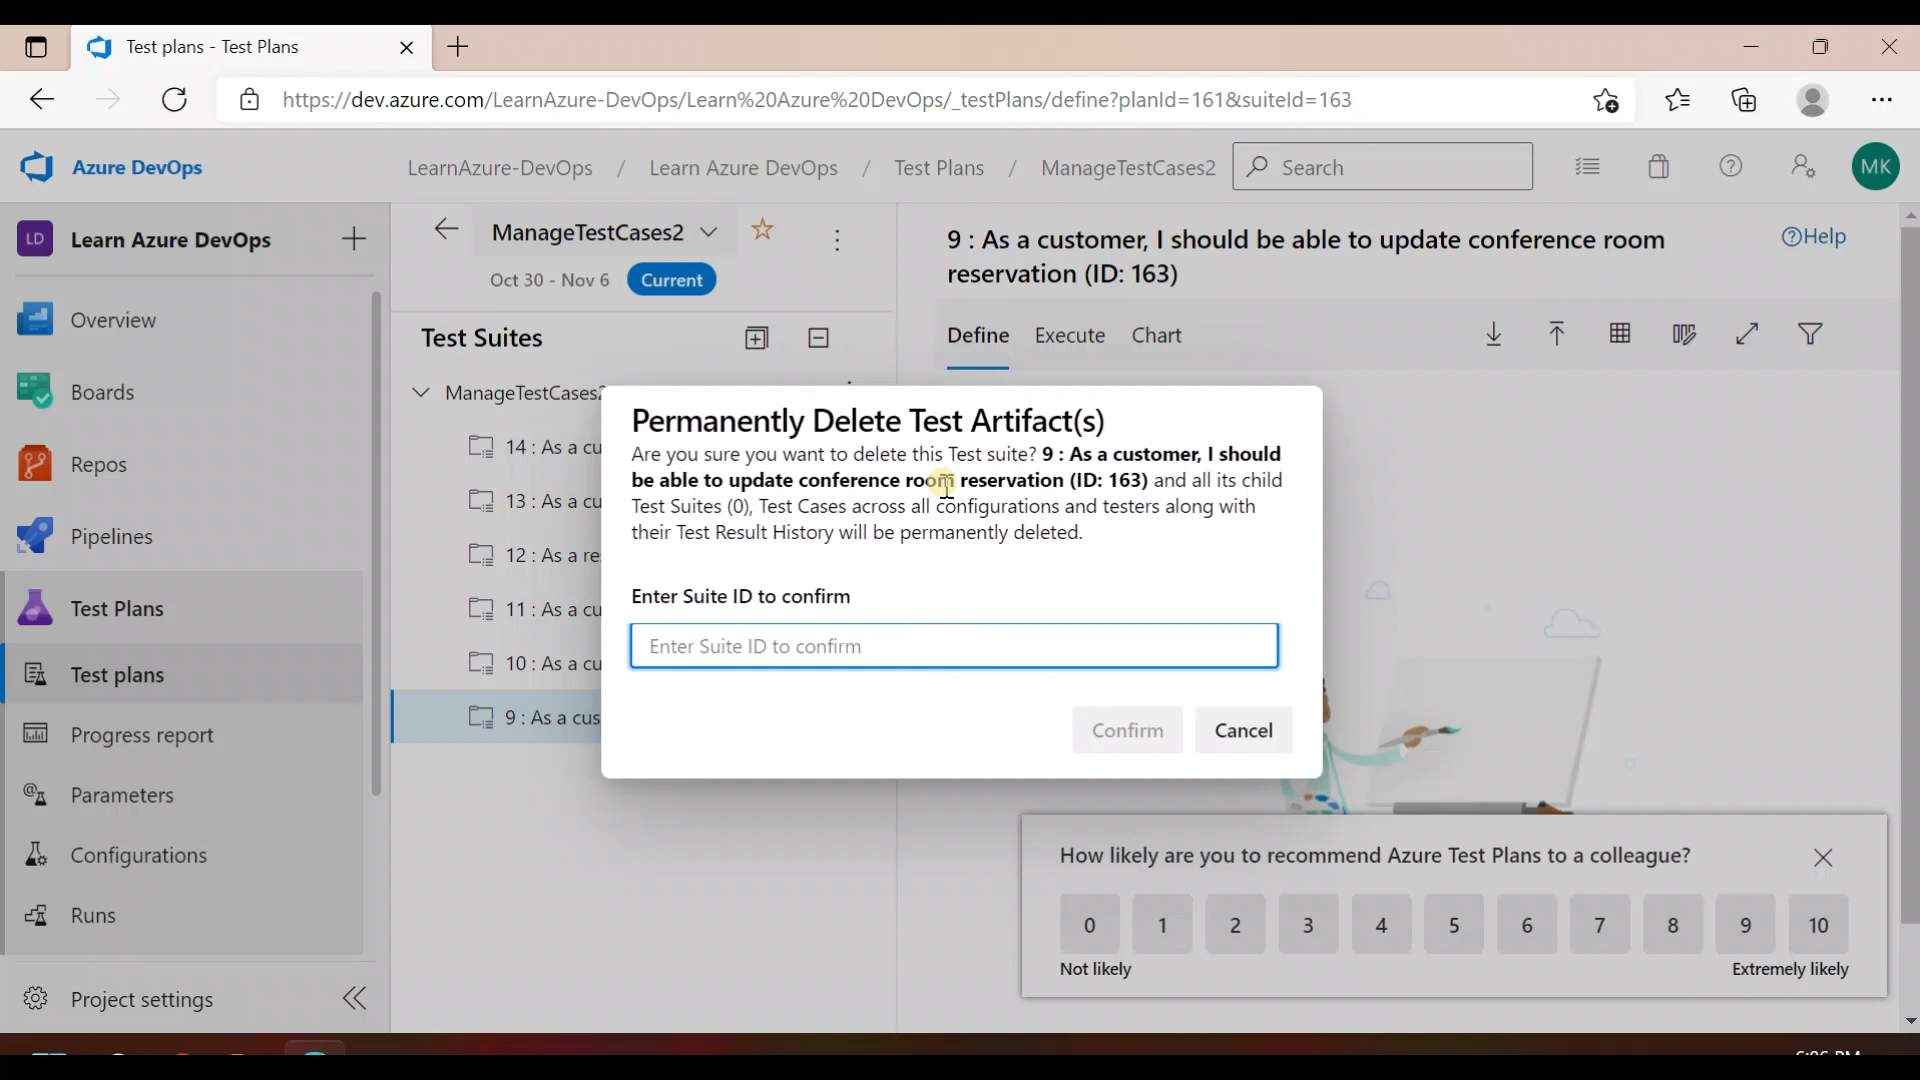 Test plans - Test Plans
https://dev.azure.com/LearnAzure-DevOps/Learn%20Azure%20DevOps/_testPlans/define?planId=161&suiteId=163
Azure DevOps
LearnAzure-DevOps / Learn Azure DevOps / Test Plans / ManageTestCases2
Search
MK
LD
Learn Azure DevOps
Overview
Boards
Repos
Pipelines
Test Plans
Test plans
Progress report
Parameters
Configurations
Runs
Project settings
ManageTestCases2
Oct 30 - Nov 6
Current
Test Suites
ManageTestCases2
14 : As a cu
13 : As a cu
12 : As a re
11 : As a cu
10 : As a cu
9 : As a cus
9 : As a customer, I should be able to update conference room
reservation (ID: 163)
Help
Define Execute Chart
Permanently Delete Test Artifact(s)
Are you sure you want to delete this Test suite? 9 : As a customer, I should
be able to update conference room reservation (ID: 163) and all its child
Test Suites (0), Test Cases across all configurations and testers along with
their Test Result History will be permanently deleted.
Enter Suite ID to confirm
Enter Suite ID to confirm
Confirm
Cancel
How likely are you to recommend Azure Test Plans to a colleague?
0 1 2 3 4 5 6 7 8 9 10
Not likely
Extremely likely